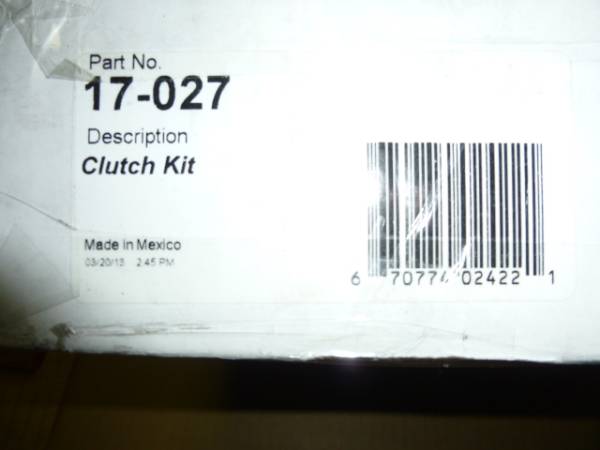 Part No.
17-027
Description
Clutch Kit
Made in Mexico
03/20/13 2:45 PM
6 70774 02422 1